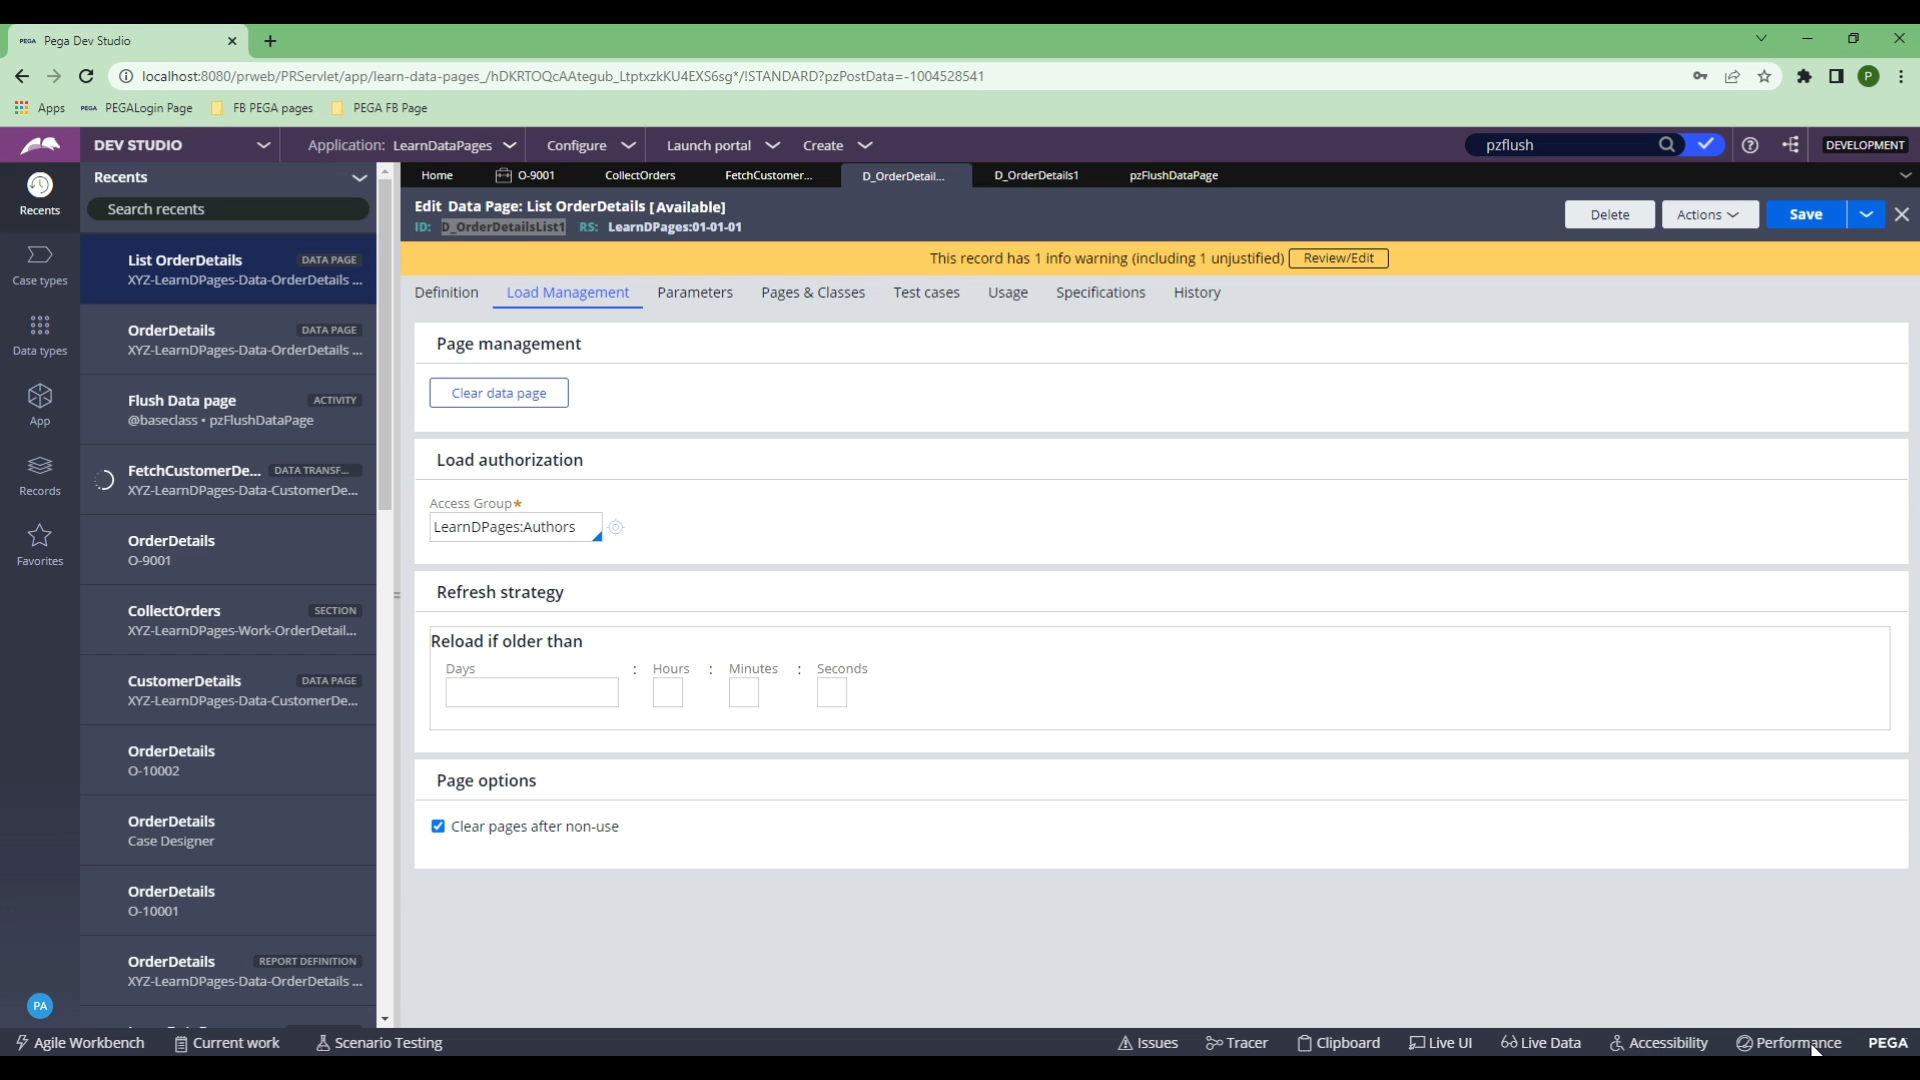 PEGA Pega Dev Studio
localhost:8080/prweb/PRServlet/app/learn-data-pages_/hDKRTOQcAAtegub_LtptxzkKU4EXS6sg*/!STANDARD?pzPostData=-1004528541
P
Apps PEGA PEGALogin Page FB PEGA pages PEGA FB Page
DEV STUDIO Application: LearnDataPages Configure Launch portal Create pzflush DEVELOPMENT
Recents
Search recents
Recents
Case types
Data types
App
Records
Favorites
PA
List OrderDetails DATA PAGE
XYZ-LearnDPages-Data-OrderDetails ...
OrderDetails DATA PAGE
XYZ-LearnDPages-Data-OrderDetails ...
Flush Data page ACTIVITY
@baseclass • pzFlushDataPage
FetchCustomerDe... DATA TRANSF...
XYZ-LearnDPages-Data-CustomerDe...
OrderDetails
O-9001
CollectOrders SECTION
XYZ-LearnDPages-Work-OrderDetail...
CustomerDetails DATA PAGE
XYZ-LearnDPages-Data-CustomerDe...
OrderDetails
O-10002
OrderDetails
Case Designer
OrderDetails
O-10001
OrderDetails REPORT DEFINITION
XYZ-LearnDPages-Data-OrderDetails ...
Home O-9001 CollectOrders FetchCustomer... D_OrderDetail... D_OrderDetails1 pzFlushDataPage
Edit Data Page: List OrderDetails [Available]
ID: D_OrderDetailsList1 RS: LearnDPages:01-01-01
Delete Actions Save
This record has 1 info warning (including 1 unjustified) Review/Edit
Definition Load Management Parameters Pages & Classes Test cases Usage Specifications History
Page management
Clear data page
Load authorization
Access Group*
LearnDPages:Authors
Refresh strategy
Reload if older than
Days : Hours : Minutes : Seconds
Page options
Clear pages after non-use
Agile Workbench Current work Scenario Testing Issues Tracer Clipboard Live UI Live Data Accessibility Performance PEGA